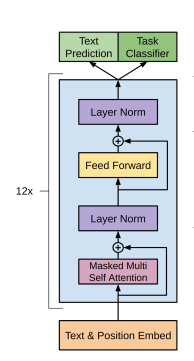 Text Prediction
Task Classifier
Layer Norm
Feed Forward
12x
Layer Norm
Masked Multi
Self Attention
Text & Position Embed